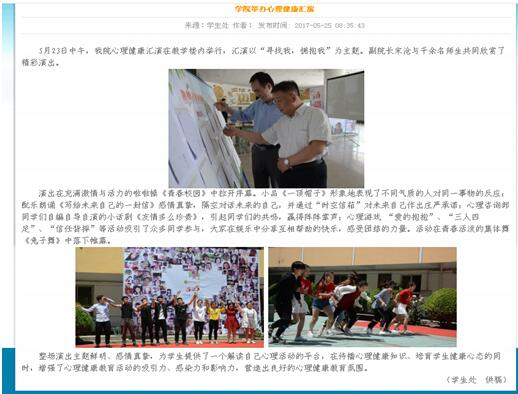 学院举办心理健康汇演
来源：学生处 作者： 发布时间：2017-05-25 08:35:43
5月23日中午，我院心理健康汇演在教学楼内举行，汇演以“寻找我，拥抱我”为主题。副院长宋沦与千余名师生共同欣赏了
精彩演出。
演出在充满激情与活力的啦啦操《青春校园》中拉开序幕。小品《一顶帽子》形象地表现了不同气质的人对同一事物的反应；
配乐朗诵《写给未来自己的一封信》感情真挚，隔空对话未来的自己，并通过“时空信箱”对未来自己作出庄严承诺；心理咨询部
同学们自编自导自演的小话剧《友情多么珍贵》，引起同学们的共鸣，赢得阵阵掌声；心理游戏 “爱的抱抱”、“三人四
足”、“信任背摔”等活动吸引了众多同学参与，大家在娱乐中分享互相帮助的快乐，感受团结的力量。活动在青春活泼的集体舞
《兔子舞》中落下帷幕。
整场演出主题鲜明、感情真挚，为学生提供了一个解读自己心理活动的平台，在传播心理健康知识、培育学生健康心态的同
时，增强了心理健康教育活动的吸引力、感染力和影响力，营造出良好的心理健康教育氛围。
（学生处　供稿）